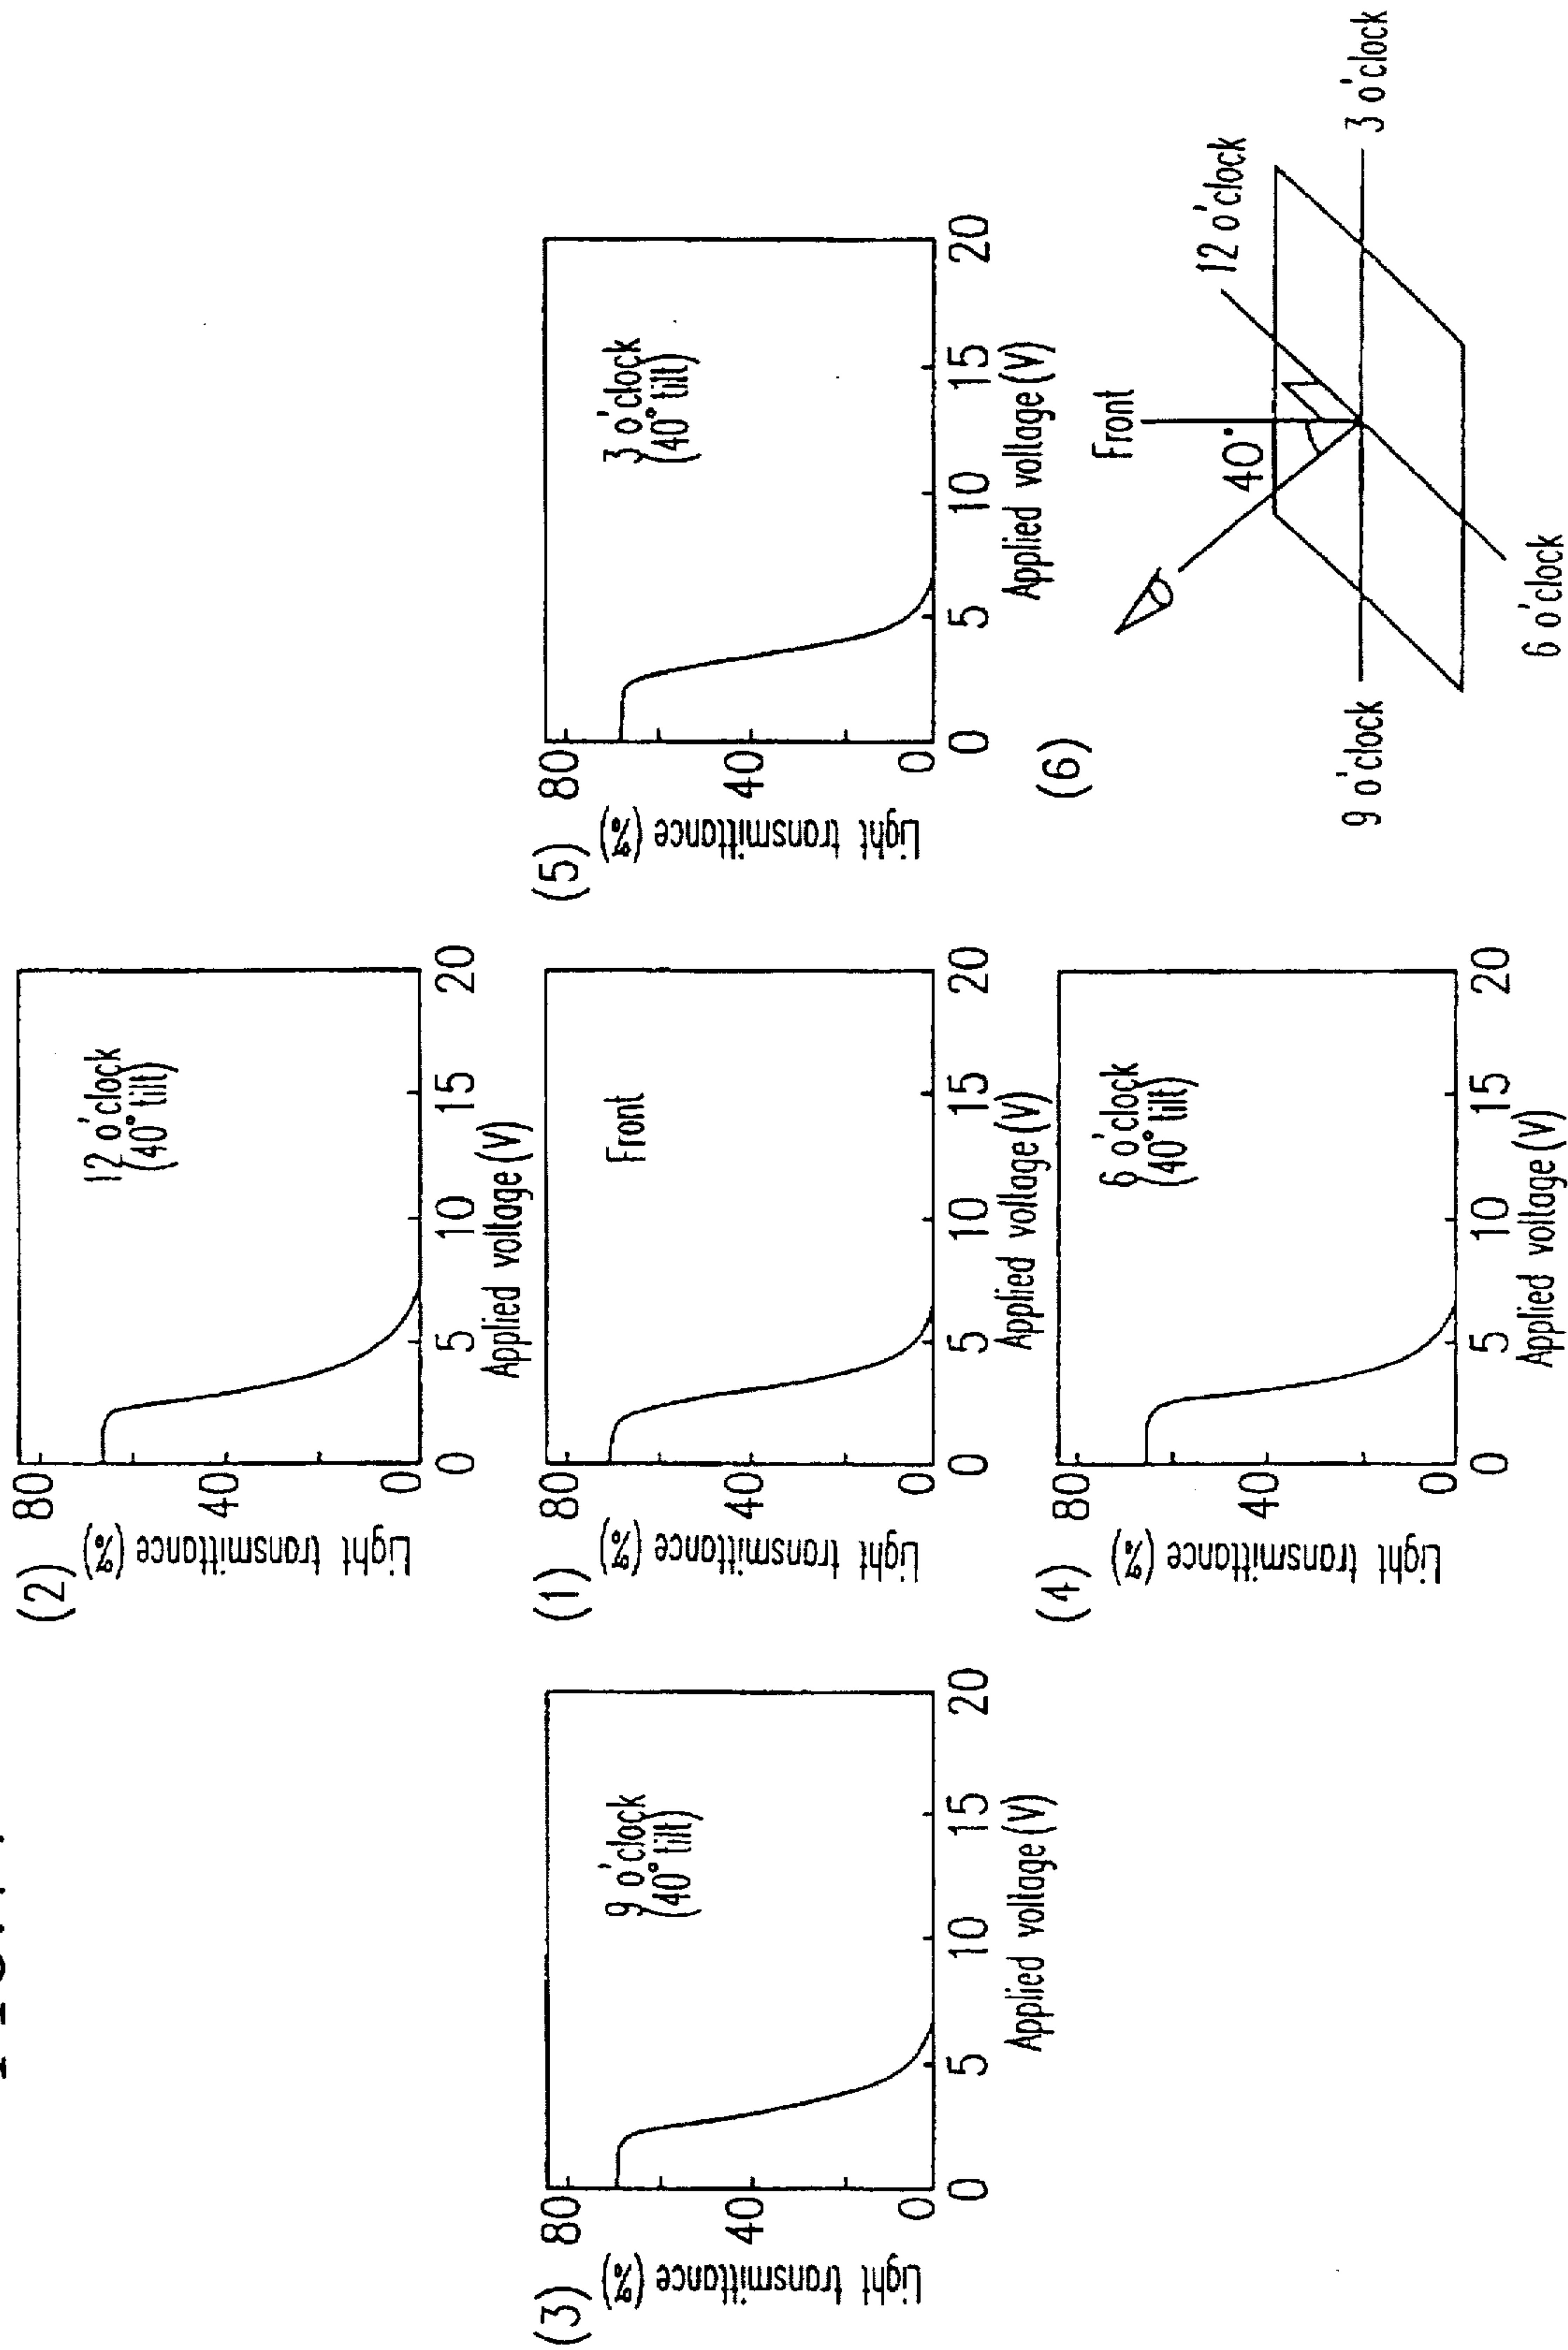 (2)
Light transmittance
(%)
80
40
0
12 o'clock
(40° tilt)
0
5
10
15
20
Applied voltage (V)
(3)
Light transmittance
(%)
80
40
0
9 o'clock
(40° tilt)
0
5
10
15
20
Applied voltage (V)
(1)
Light transmittance
(%)
80
40
0
Front
0
5
10
15
20
Applied voltage (V)
(5)
Light transmittance
(%)
80
40
0
3 o'clock
(40° tilt)
0
5
10
15
20
Applied voltage (V)
(4)
Light transmittance
(%)
80
40
0
6 o'clock
(40° tilt)
0
5
10
15
20
Applied voltage (V)
(6)
Front
40°
12 o'clock
3 o'clock
9 o'clock
6 o'clock